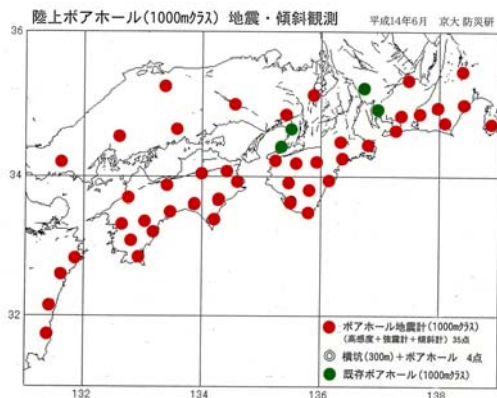 陸上ボアホール(1000mクラス) 地震・傾斜観測
平成14年6月 京大 防災研
36
34
32
132
134
136
138
ボアホール地震計(1000mクラス)
(高感度+強震計+傾斜計) 35点
横坑(300m)+ボアホール 4点
既存ボアホール(1000mクラス)